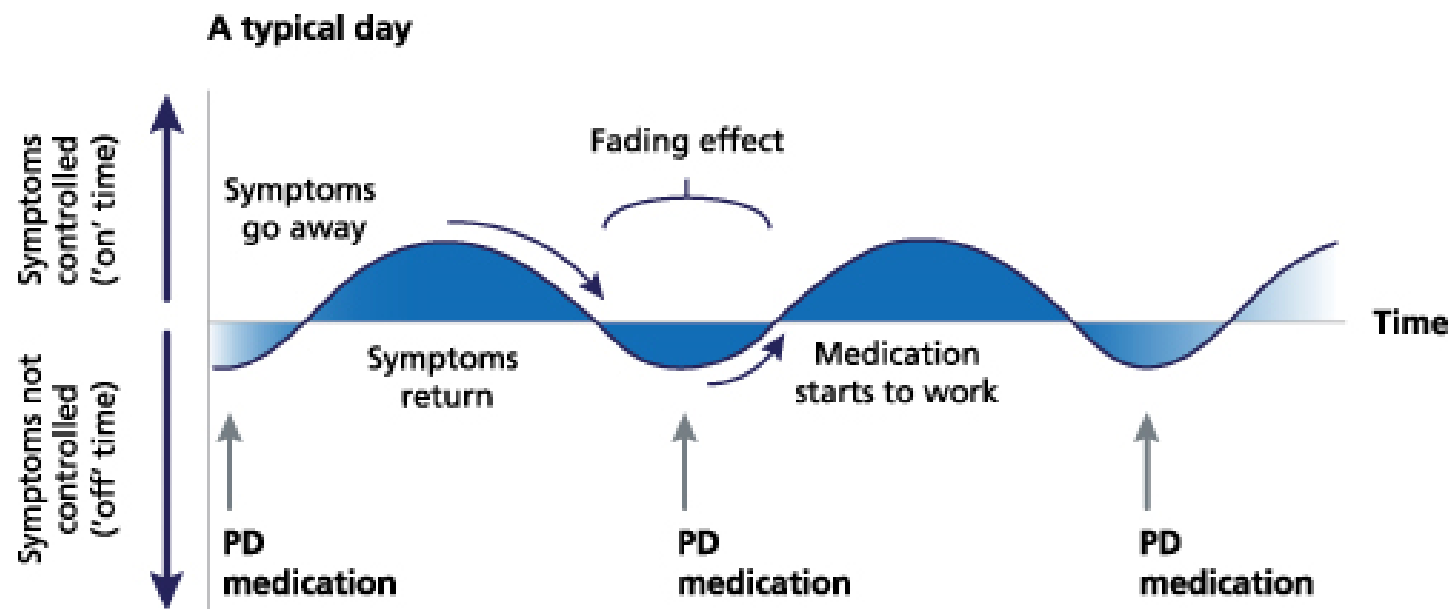 A typical day
Symptoms
controlled
('on' time)
Symptoms not
controlled
('off' time)
Symptoms
go away
Fading effect
Time
Symptoms
return
Medication
starts to work
PD
medication
PD
medication
PD
medication